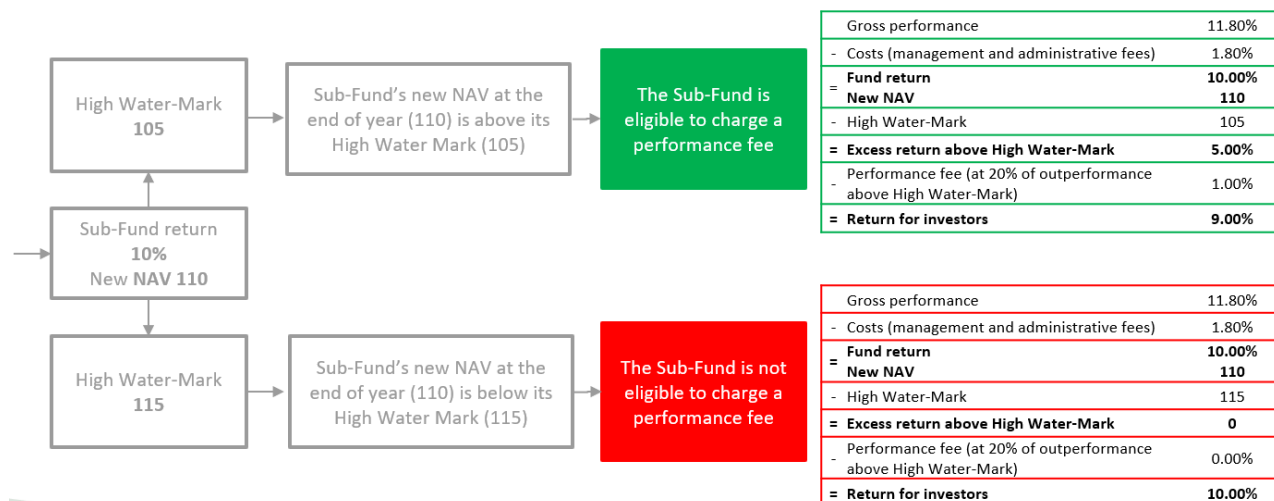 High Water-Mark
105
Sub-Fund's new NAV at the
end of year (110) is above its
High Water Mark (105)
The Sub-Fund is
eligible to charge a
performance fee
Gross performance 11.80%
- Costs (management and administrative fees) 1.80%
= Fund return 10.00%
New NAV 110
- High Water-Mark 105
= Excess return above High Water-Mark 5.00%
- Performance fee (at 20% of outperformance
above High Water-Mark) 1.00%
= Return for investors 9.00%
Sub-Fund return
10%
New NAV 110
High Water-Mark
115
Sub-Fund's new NAV at the
end of year (110) is below its
High Water Mark (115)
The Sub-Fund is not
eligible to charge a
performance fee
Gross performance 11.80%
- Costs (management and administrative fees) 1.80%
= Fund return 10.00%
New NAV 110
- High Water-Mark 115
= Excess return above High Water-Mark 0
- Performance fee (at 20% of outperformance
above High Water-Mark) 0.00%
= Return for investors 10.00%